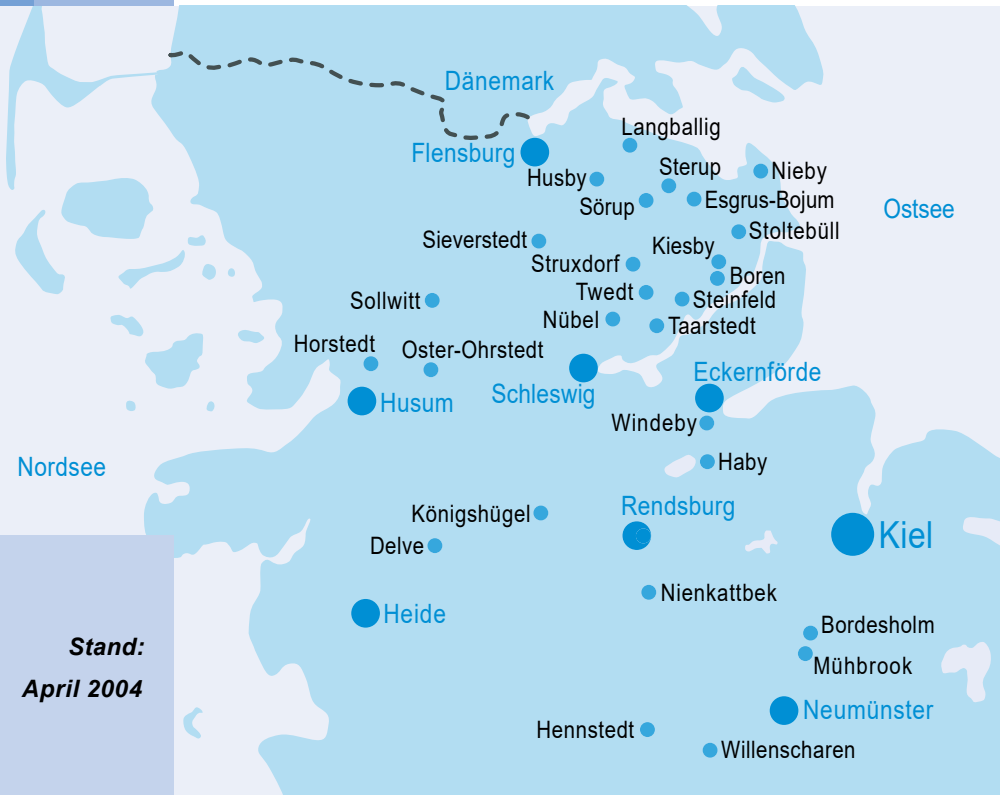 Dänemark
Langballig
Flensburg
Husby
Sterup
Nieby
Sörup
Esgrus-Bojum
Ostsee
Stoltebüll
Sieverstedt
Kiesby
Struxdorf
Boren
Twedt
Steinfeld
Sollwitt
Nübel
Taarstedt
Horstedt
Oster-Ohrstedt
Eckernförde
Schleswig
Husum
Windeby
Haby
Nordsee
Rendsburg
Königshügel
Kiel
Delve
Nienkattbek
Heide
Bordesholm
Stand:
Mühbrook
April 2004
Neumünster
Hennstedt
Willenscharen